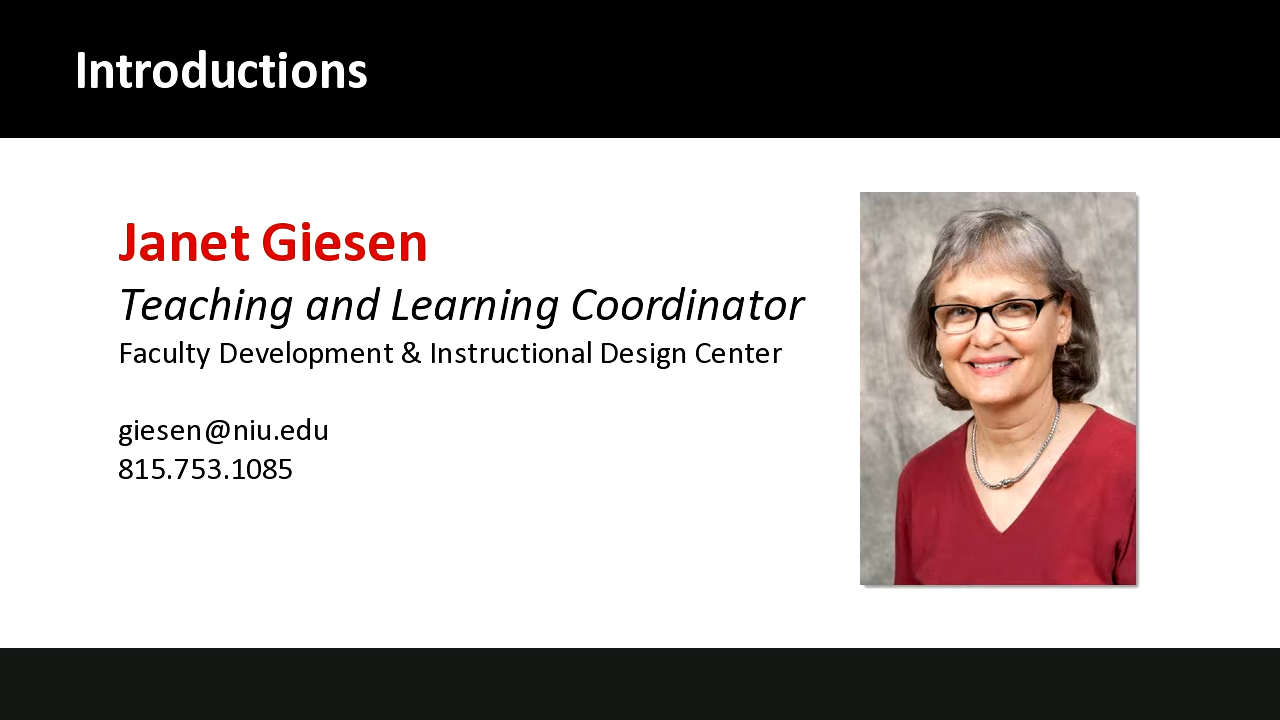 Introductions
Janet Giesen
Teaching and Learning Coordinator
Faculty Development & Instructional Design Center
giesen@niu.edu
815.753.1085